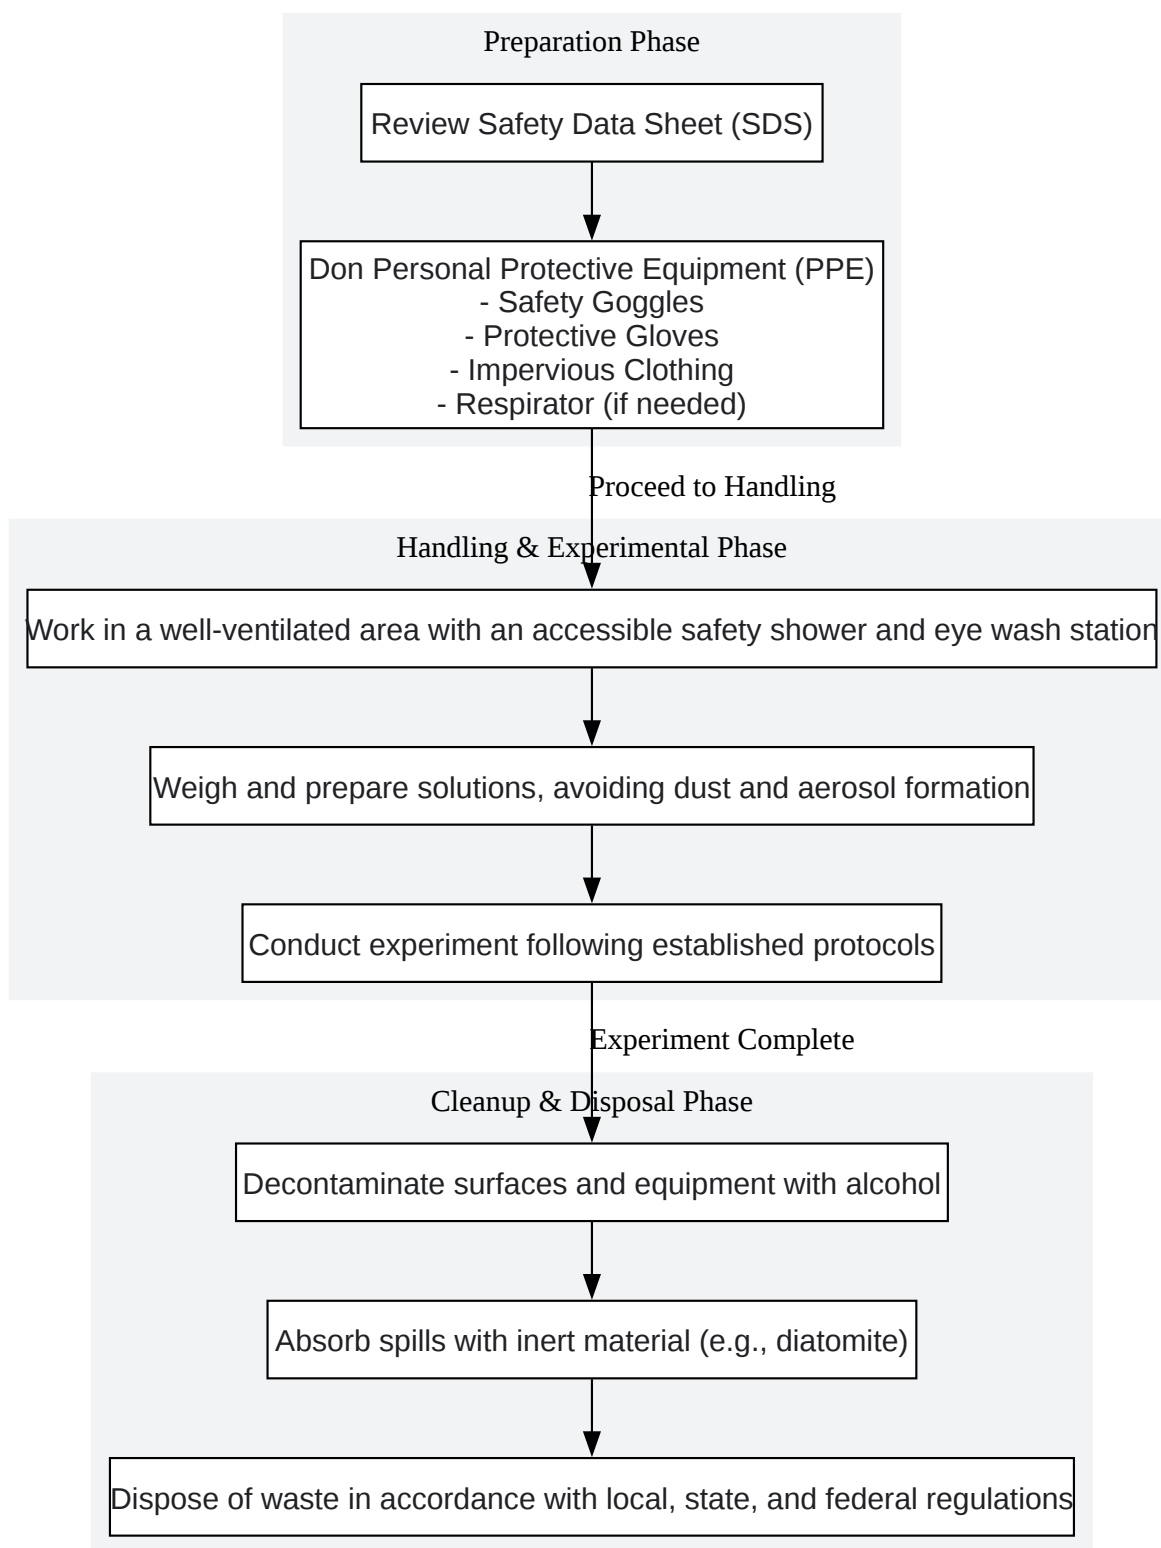 Preparation Phase
Review Safety Data Sheet (SDS)
Don Personal Protective Equipment (PPE)
- Safety Goggles
- Protective Gloves
- Impervious Clothing
- Respirator (if needed)
Proceed to Handling
Handling & Experimental Phase
Work in a well-ventilated area with an accessible safety shower and eye wash station
Weigh and prepare solutions, avoiding dust and aerosol formation
Conduct experiment following established protocols
Experiment Complete
Cleanup & Disposal Phase
Decontaminate surfaces and equipment with alcohol
Absorb spills with inert material (e.g., diatomite)
Dispose of waste in accordance with local, state, and federal regulations